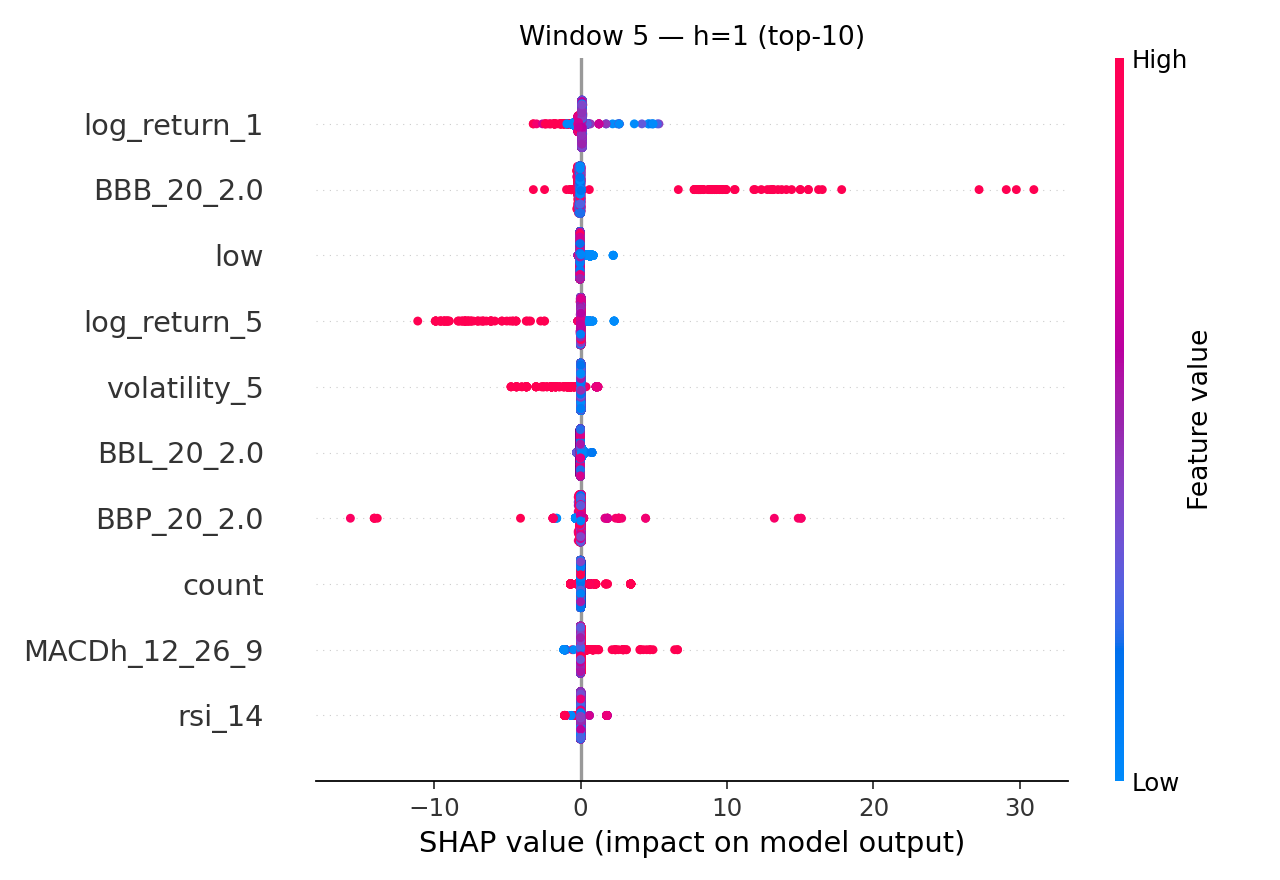 Window 5 — h=1 (top-10)
High
log_return_1
BBB_20_2.0
low
log_return_5
volatility_5
BBL_20_2.0
BBP_20_2.0
count
MACDh_12_26_9
rsi_14
Feature value
Low
−10 0 10 20 30
SHAP value (impact on model output)